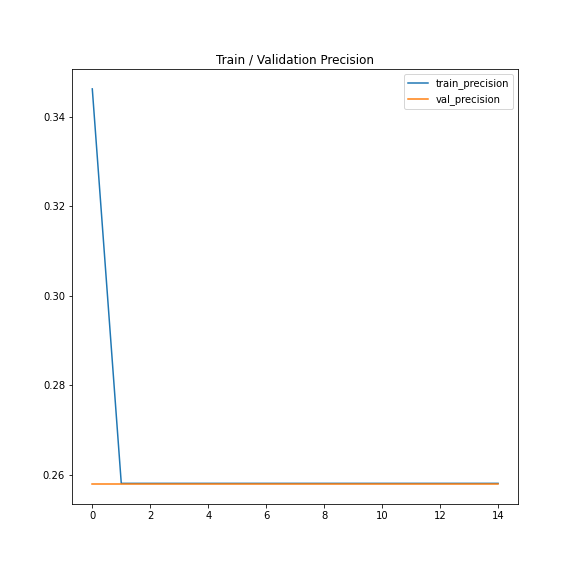 Train / Validation Precision
train_precision
val_precision
0.34
0.32
0.30
0.28
0.26
0 2 4 6 8 10 12 14